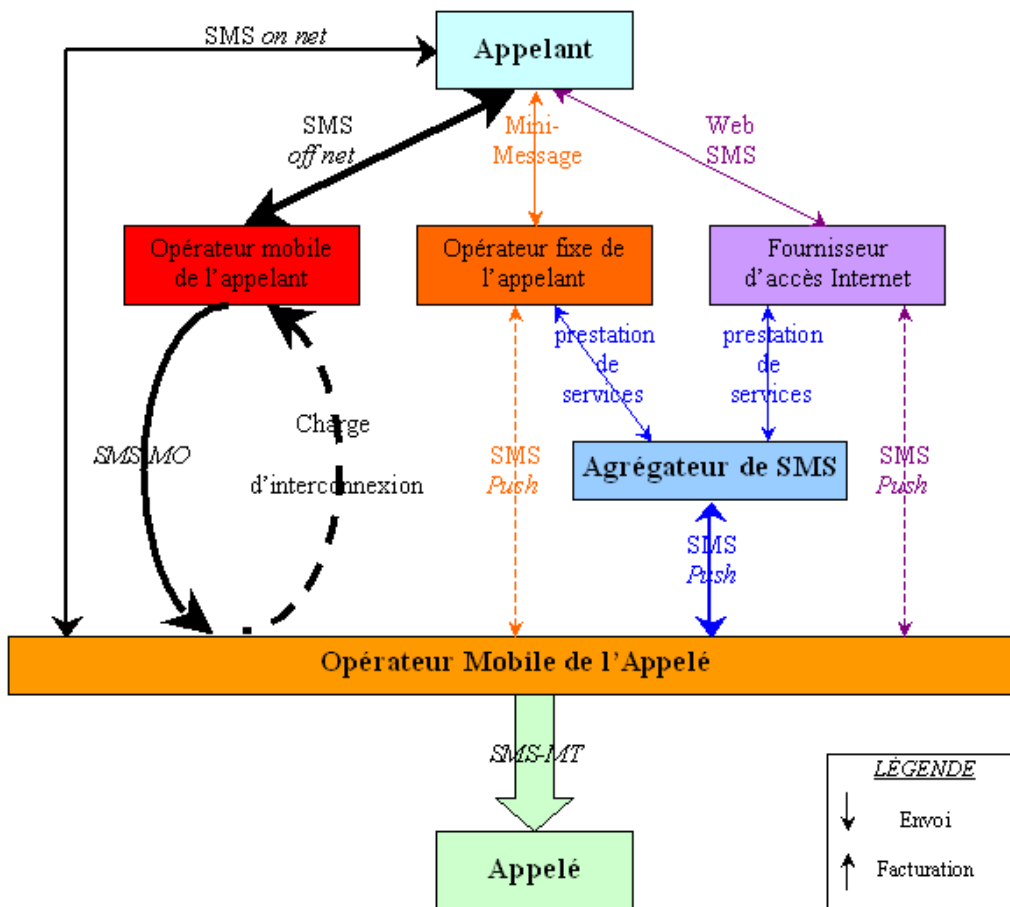 SMS on net
Appelant
SMS
off net
Mini-
Message
Web
SMS
Opérateur mobile
de l'appelant
Opérateur fixe de
l'appelant
Fournisseur
d'accès Internet
prestation
de
services
prestation
de
services
Charge
d'interconnexion
SMS-MO
SMS
Push
Agrégateur de SMS
SMS
Push
SMS
Push
Opérateur Mobile de l'Appelé
SMS-MT
Appelé
LÉGENDE
Envoi
Facturation